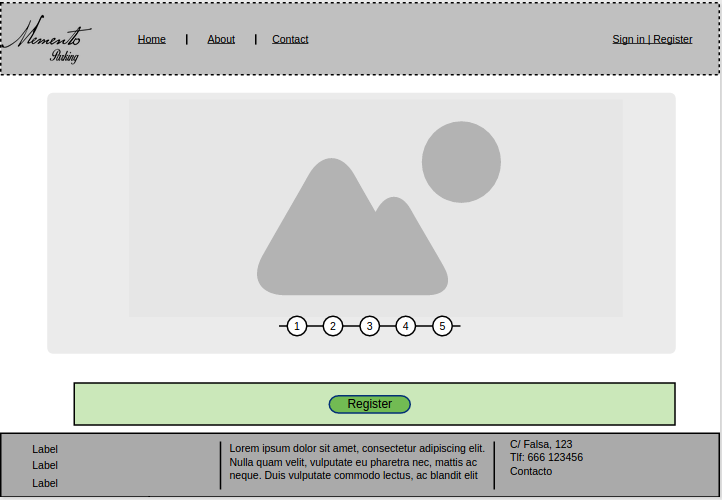 Memento
Parking
Home | About | Contact
Sign in | Register
1 2 3 4 5
Register
Label
Label
Label
Lorem ipsum dolor sit amet, consectetur adipiscing elit.
Nulla quam velit, vulputate eu pharetra nec, mattis ac
neque. Duis vulputate commodo lectus, ac blandit elit
C/ Falsa, 123
Tlf: 666 123456
Contacto